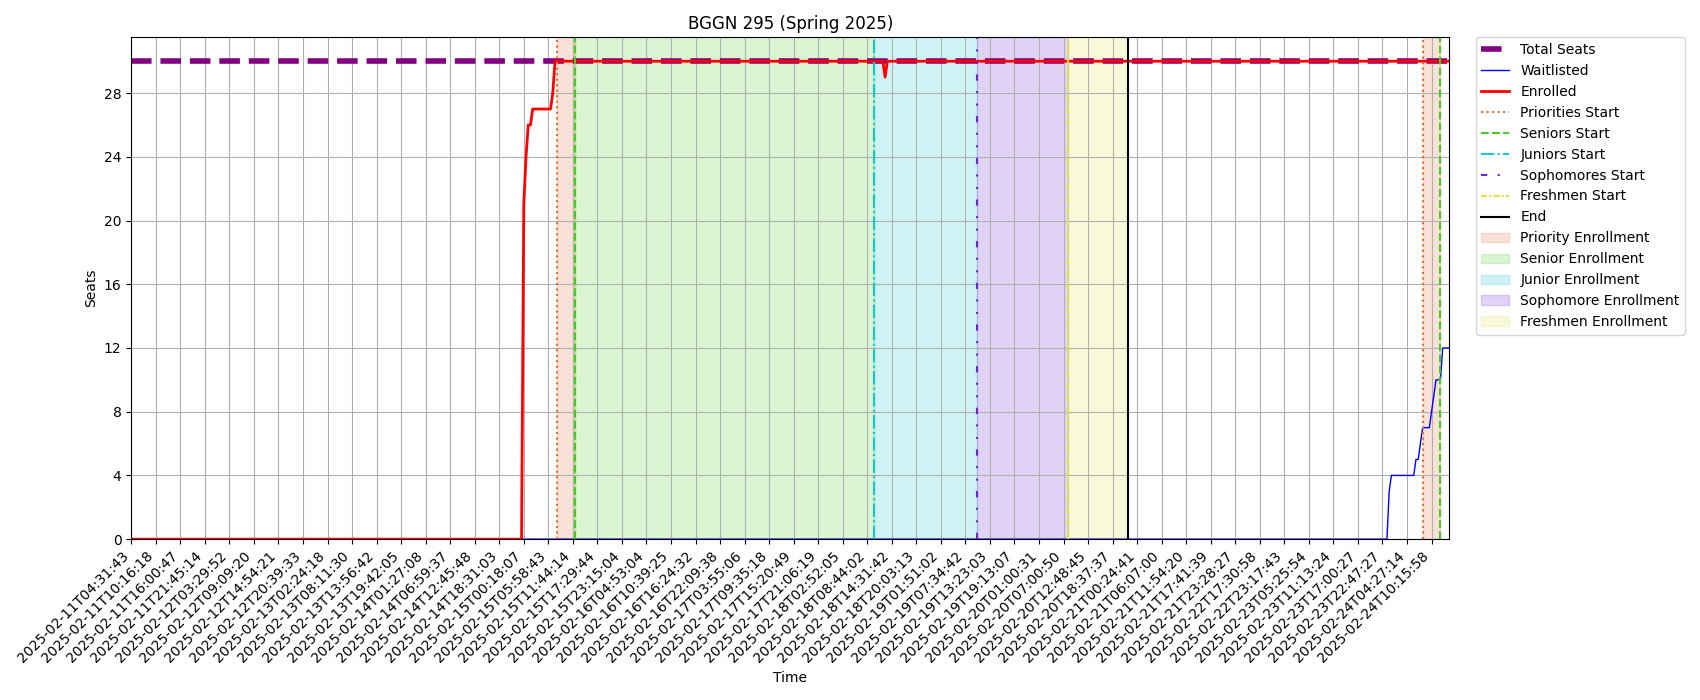 BGGN 295 (Spring 2025)
Seats
28
24
20
16
12
8
4
0
2025-02-11T04:31:43
2025-02-11T10:16:18
2025-02-11T16:00:47
2025-02-11T21:45:14
2025-02-12T03:29:52
2025-02-12T09:09:20
2025-02-12T14:54:21
2025-02-12T20:39:33
2025-02-13T02:24:18
2025-02-13T08:11:30
2025-02-13T13:56:42
2025-02-13T19:42:05
2025-02-14T01:27:08
2025-02-14T06:59:37
2025-02-14T12:45:48
2025-02-14T18:31:03
2025-02-15T00:18:07
2025-02-15T05:58:43
2025-02-15T11:44:14
2025-02-15T17:29:44
2025-02-15T23:15:04
2025-02-16T04:53:04
2025-02-16T10:39:25
2025-02-16T16:24:32
2025-02-16T22:09:38
2025-02-17T03:55:06
2025-02-17T09:35:18
2025-02-17T15:20:49
2025-02-17T21:06:19
2025-02-18T02:52:05
2025-02-18T08:44:02
2025-02-18T14:31:42
2025-02-18T20:03:13
2025-02-19T01:51:02
2025-02-19T07:34:42
2025-02-19T13:23:03
2025-02-19T19:13:07
2025-02-20T01:00:31
2025-02-20T07:00:50
2025-02-20T12:48:45
2025-02-20T18:37:37
2025-02-21T00:24:41
2025-02-21T06:07:00
2025-02-21T11:54:20
2025-02-21T17:41:39
2025-02-21T23:28:27
2025-02-22T17:30:58
2025-02-22T23:17:43
2025-02-23T05:25:54
2025-02-23T11:13:24
2025-02-23T17:00:27
2025-02-23T22:47:27
2025-02-24T04:27:14
2025-02-24T10:15:58
Time
Total Seats
Waitlisted
Enrolled
Priorities Start
Seniors Start
Juniors Start
Sophomores Start
Freshmen Start
End
Priority Enrollment
Senior Enrollment
Junior Enrollment
Sophomore Enrollment
Freshmen Enrollment